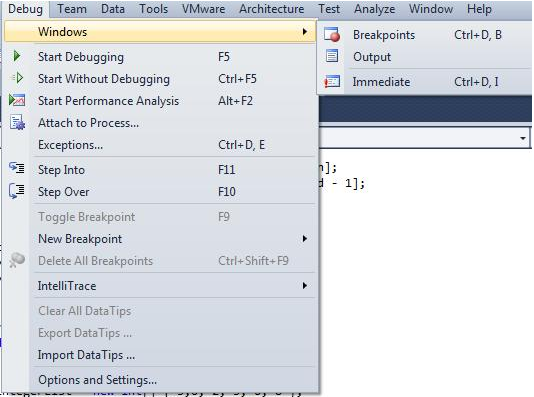 Debug Team Data Tools VMware Architecture Test Analyze Window Help
Windows
Breakpoints Ctrl+D, B
Output
Immediate Ctrl+D, I
Start Debugging F5
Start Without Debugging Ctrl+F5
Start Performance Analysis Alt+F2
Attach to Process...
Exceptions... Ctrl+D, E
Step Into F11
Step Over F10
Toggle Breakpoint F9
New Breakpoint
Delete All Breakpoints Ctrl+Shift+F9
IntelliTrace
Clear All DataTips
Export DataTips ...
Import DataTips ...
Options and Settings...
];
- 1];